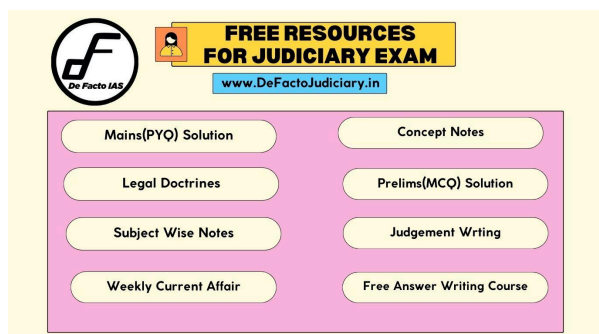 De Facto IAS
FREE RESOURCES
FOR JUDICIARY EXAM
www.DeFactoJudiciary.in
Mains(PYQ) Solution
Concept Notes
Legal Doctrines
Prelims(MCQ) Solution
Subject Wise Notes
Judgement Wrting
Weekly Current Affair
Free Answer Writing Course